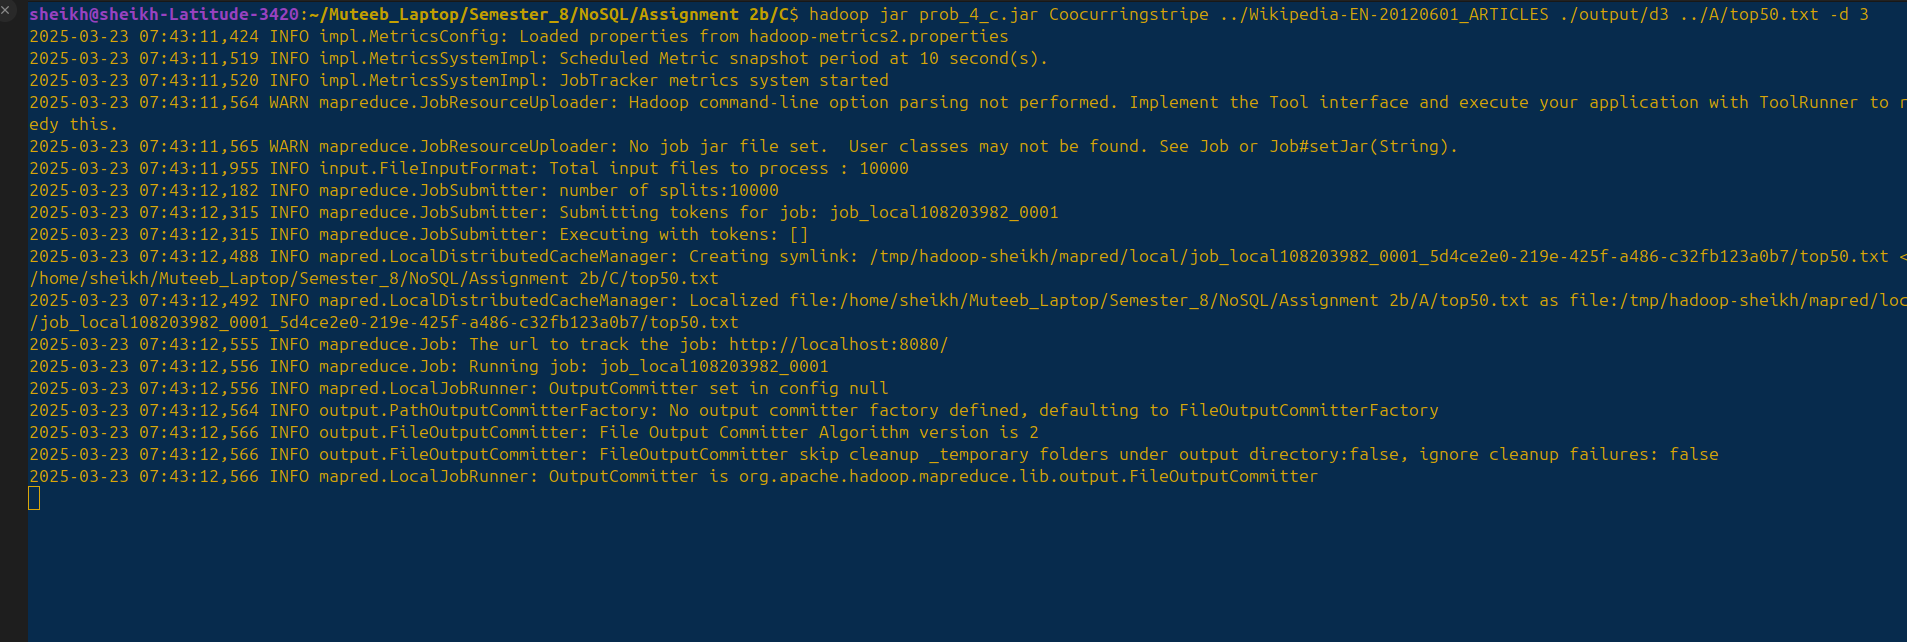 sheikh@sheikh-Latitude-3420:~/Muteeb_Laptop/Semester_8/NoSQL/Assignment 2b/C$ hadoop jar prob_4_c.jar Coocurringstripe ../Wikipedia-EN-20120601_ARTICLES ./output/d3 ../A/top50.txt -d 3
2025-03-23 07:43:11,424 INFO impl.MetricsConfig: Loaded properties from hadoop-metrics2.properties
2025-03-23 07:43:11,519 INFO impl.MetricsSystemImpl: Scheduled Metric snapshot period at 10 second(s).
2025-03-23 07:43:11,520 INFO impl.MetricsSystemImpl: JobTracker metrics system started
2025-03-23 07:43:11,564 WARN mapreduce.JobResourceUploader: Hadoop command-line option parsing not performed. Implement the Tool interface and execute your application with ToolRunner to r
edy this.
2025-03-23 07:43:11,565 WARN mapreduce.JobResourceUploader: No job jar file set.  User classes may not be found. See Job or Job#setJar(String).
2025-03-23 07:43:11,955 INFO input.FileInputFormat: Total input files to process : 10000
2025-03-23 07:43:12,182 INFO mapreduce.JobSubmitter: number of splits:10000
2025-03-23 07:43:12,315 INFO mapreduce.JobSubmitter: Submitting tokens for job: job_local108203982_0001
2025-03-23 07:43:12,315 INFO mapreduce.JobSubmitter: Executing with tokens: []
2025-03-23 07:43:12,488 INFO mapred.LocalDistributedCacheManager: Creating symlink: /tmp/hadoop-sheikh/mapred/local/job_local108203982_0001_5d4ce2e0-219e-425f-a486-c32fb123a0b7/top50.txt <
/home/sheikh/Muteeb_Laptop/Semester_8/NoSQL/Assignment 2b/C/top50.txt
2025-03-23 07:43:12,492 INFO mapred.LocalDistributedCacheManager: Localized file:/home/sheikh/Muteeb_Laptop/Semester_8/NoSQL/Assignment 2b/A/top50.txt as file:/tmp/hadoop-sheikh/mapred/loc
/job_local108203982_0001_5d4ce2e0-219e-425f-a486-c32fb123a0b7/top50.txt
2025-03-23 07:43:12,555 INFO mapreduce.Job: The url to track the job: http://localhost:8080/
2025-03-23 07:43:12,556 INFO mapreduce.Job: Running job: job_local108203982_0001
2025-03-23 07:43:12,556 INFO mapred.LocalJobRunner: OutputCommitter set in config null
2025-03-23 07:43:12,564 INFO output.PathOutputCommitterFactory: No output committer factory defined, defaulting to FileOutputCommitterFactory
2025-03-23 07:43:12,566 INFO output.FileOutputCommitter: File Output Committer Algorithm version is 2
2025-03-23 07:43:12,566 INFO output.FileOutputCommitter: FileOutputCommitter skip cleanup _temporary folders under output directory:false, ignore cleanup failures: false
2025-03-23 07:43:12,566 INFO mapred.LocalJobRunner: OutputCommitter is org.apache.hadoop.mapreduce.lib.output.FileOutputCommitter